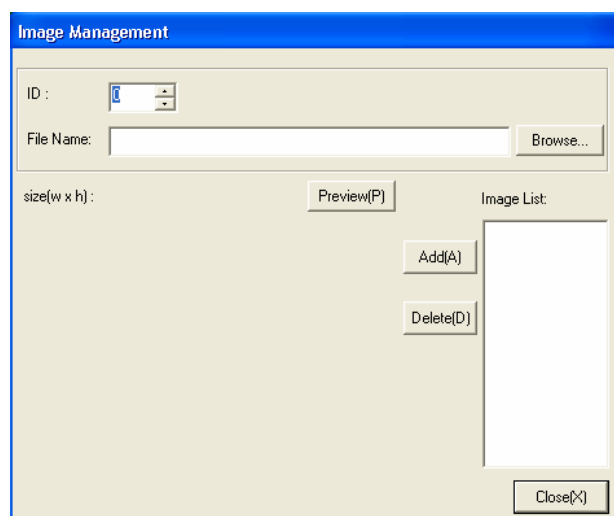 Image Management
ID :
0
File Name:
Browse...
size(w x h) :
Preview(P)
Image List:
Add(A)
Delete(D)
Close(X)